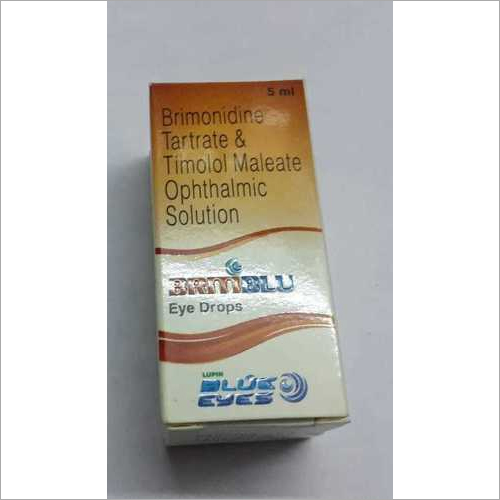 5 ml
Brimonidine
Tartrate &
Timolol Maleate
Ophthalmic
Solution
BRIMBLU
Eye Drops
LUPIN
BLUE
EYES